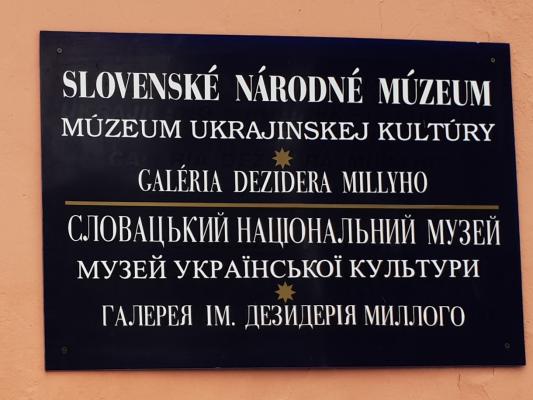 SLOVENSKÉ NÁRODNÉ MÚZEUM
MÚZEUM UKRAJINSKEJ KULTÚRY
GALÉRIA DEZIDERA MILLYHO
СЛОВАЦЬКИЙ НАЦІОНАЛЬНИЙ МУЗЕЙ
МУЗЕЙ УКРАЇНСЬКОЇ КУЛЬТУРИ
ГАЛЕРЕЯ ІМ. ДЕЗИДЕРІЯ МИЛЛОГО